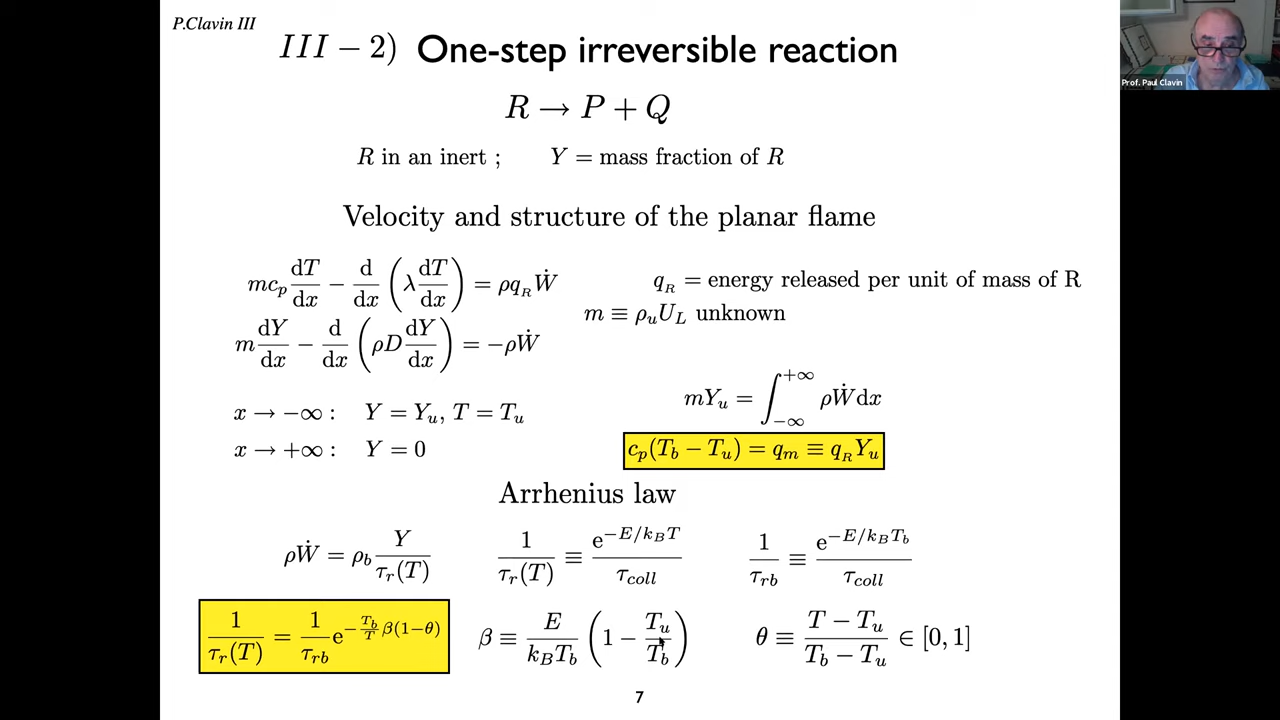 P.Clavin III
III − 2) One-step irreversible reaction
R → P + Q
R in an inert ; Y = mass fraction of R
Velocity and structure of the planar flame
mc_p dT/dx − d/dx (λ dT/dx) = ρq_R Ẇ
q_R = energy released per unit of mass of R
m ≡ ρ_u U_L unknown
m dY/dx − d/dx (ρD dY/dx) = −ρẆ
x → −∞ : Y = Y_u, T = T_u
mY_u = ∫_{−∞}^{+∞} ρẆdx
x → +∞ : Y = 0
c_p(T_b − T_u) = q_m ≡ q_R Y_u
Arrhenius law
ρẆ = ρ_b Y/τ_r(T)
1/τ_r(T) ≡ e^{−E/k_B T}/τ_coll
1/τ_rb ≡ e^{−E/k_B T_b}/τ_coll
1/τ_r(T) = 1/τ_rb e^{−(T_b/T) β(1−θ)}
β ≡ E/(k_B T_b) (1 − T_u/T_b)
θ ≡ (T − T_u)/(T_b − T_u) ∈ [0, 1]
7
Prof. Paul Clavin